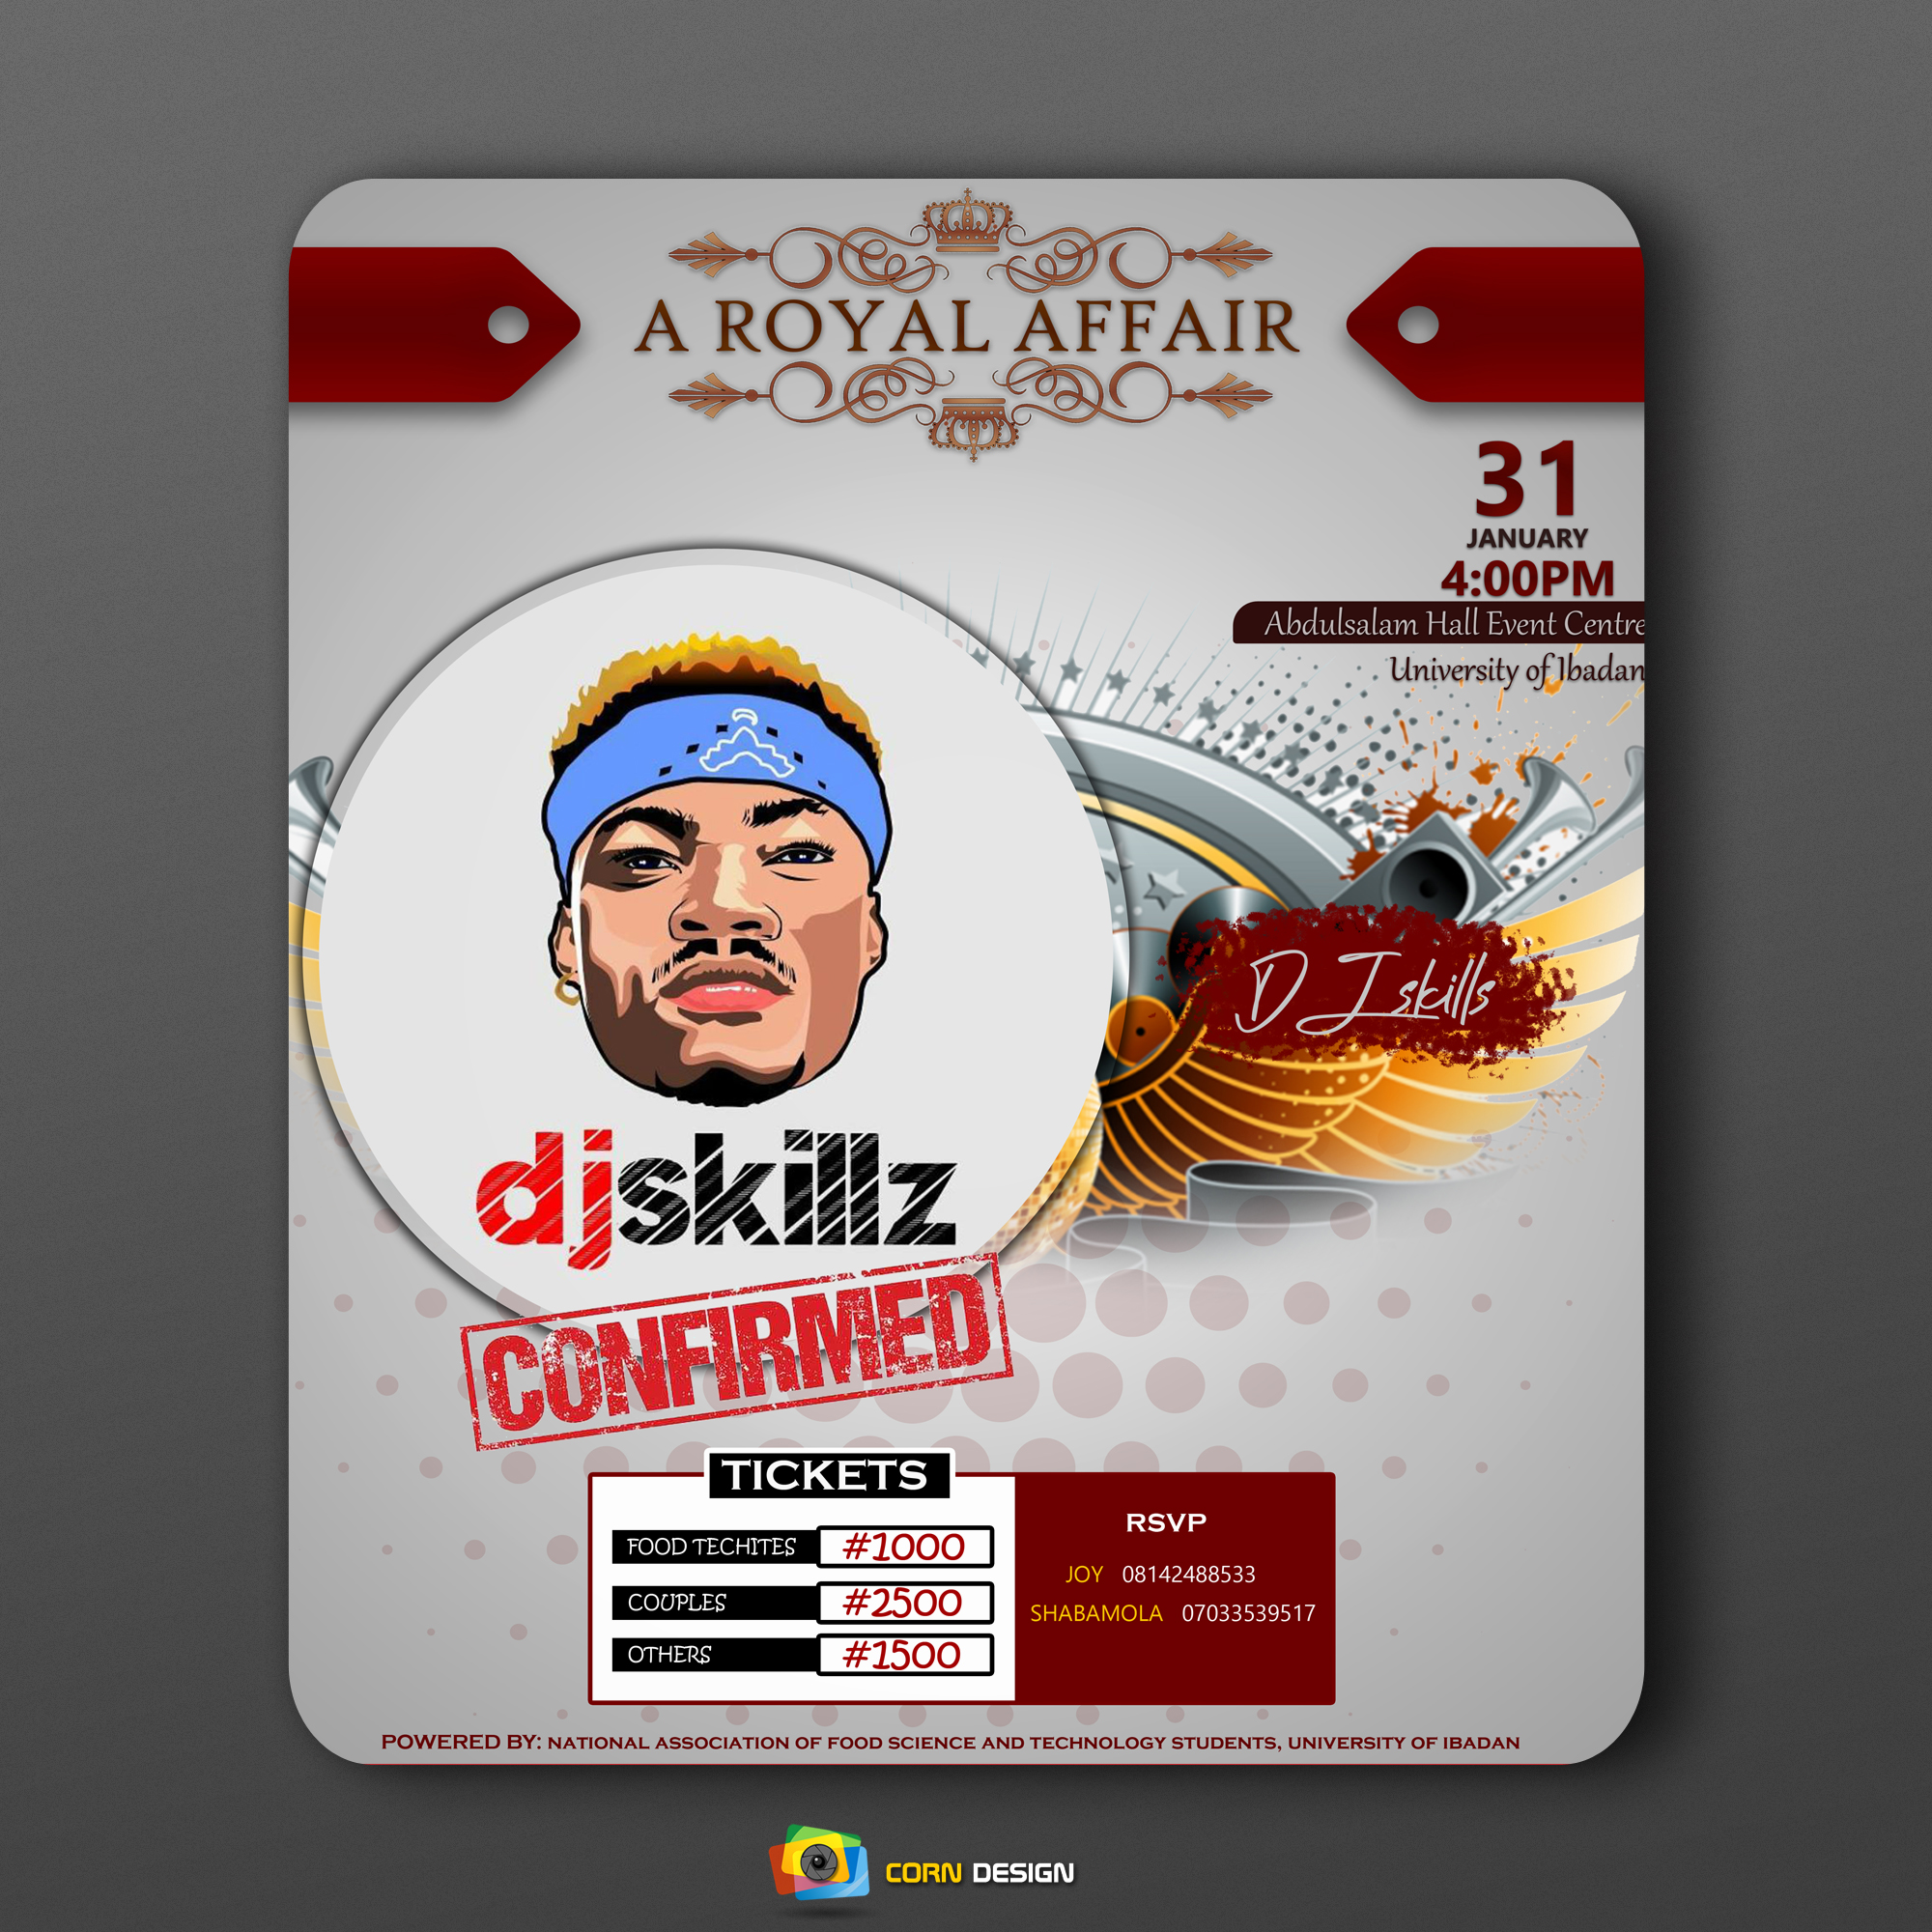 A ROYAL AFFAIR
31
JANUARY
4:00PM
Abdulsalam Hall Event Centre
University of Ibadan
DJ skills
djskillz
CONFIRMED
TICKETS
FOOD TECHITES #1000
COUPLES #2500
OTHERS #1500
RSVP
JOY 08142488533
SHABAMOLA 07033539517
POWERED BY: NATIONAL ASSOCIATION OF FOOD SCIENCE AND TECHNOLOGY STUDENTS, UNIVERSITY OF IBADAN
CORN DESIGN